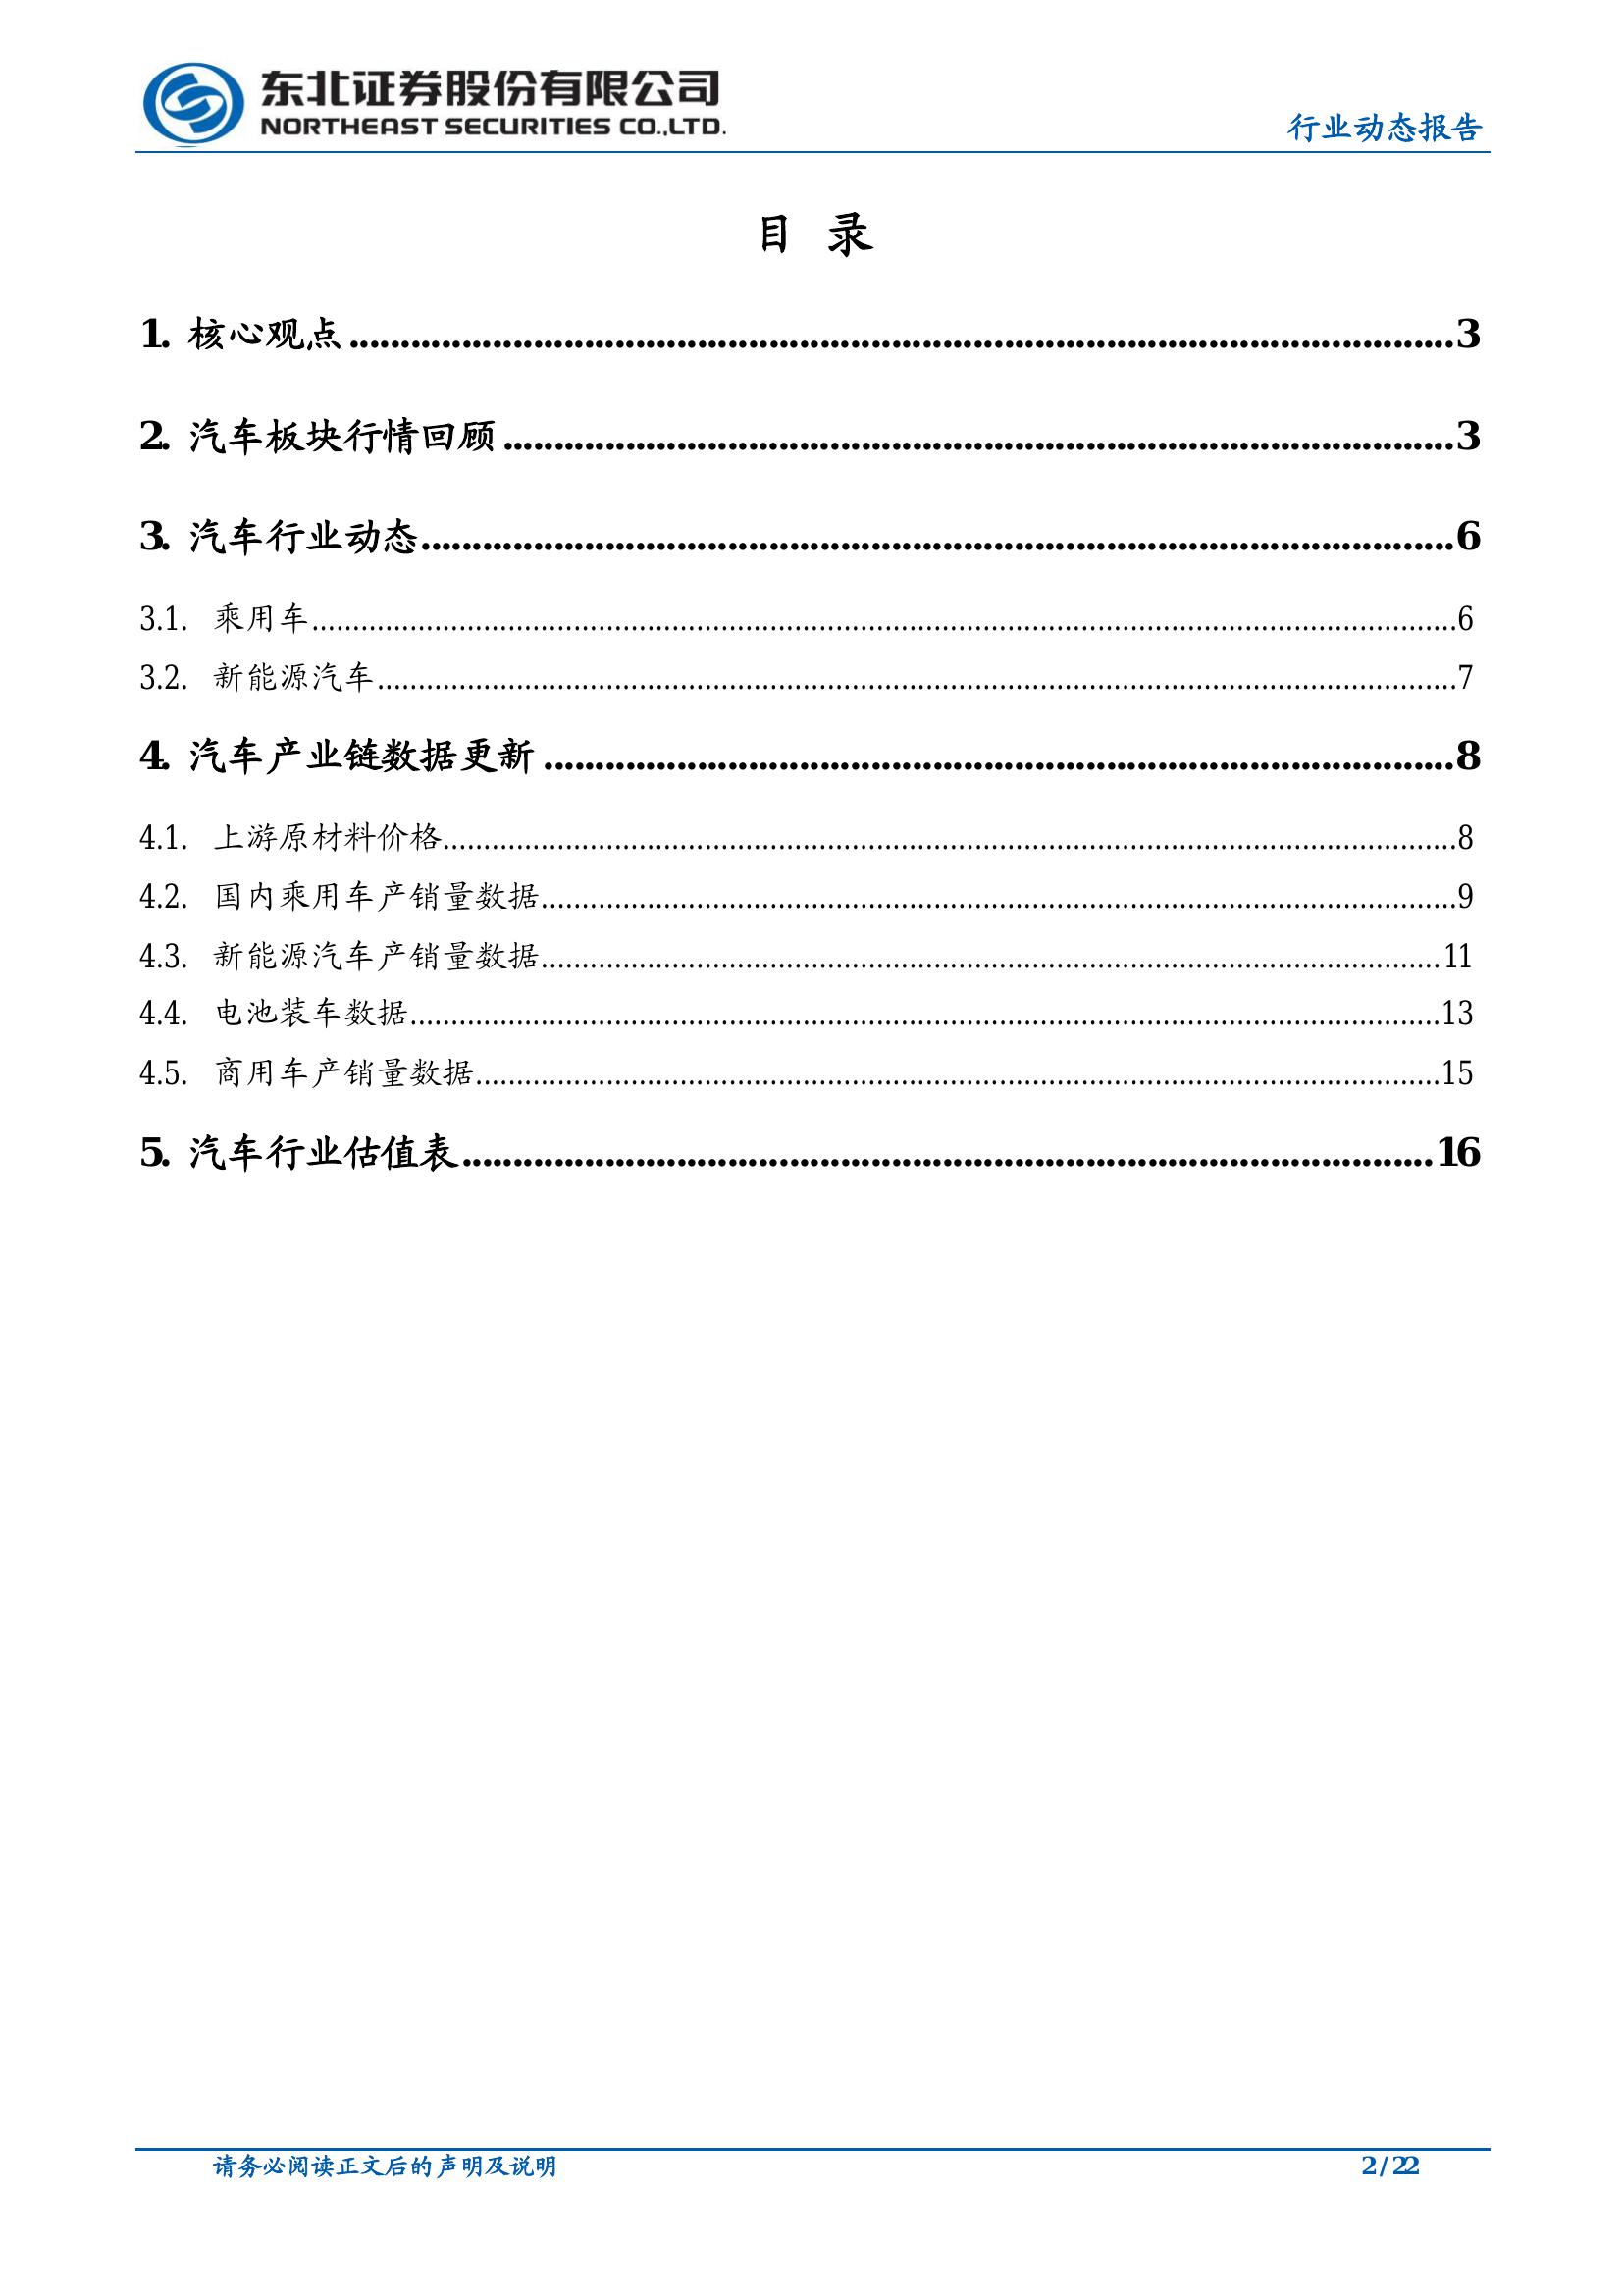 东北证券股份有限公司
NORTHEAST SECURITIES CO.,LTD.
行业动态报告
目 录
1. 核心观点 ........ 3
2. 汽车板块行情回顾 ........ 3
3. 汽车行业动态 ........ 6
3.1. 乘用车 ........ 6
3.2. 新能源汽车 ........ 7
4. 汽车产业链数据更新 ........ 8
4.1. 上游原材料价格 ........ 8
4.2. 国内乘用车产销量数据 ........ 9
4.3. 新能源汽车产销量数据 ........ 11
4.4. 电池装车数据 ........ 13
4.5. 商用车产销量数据 ........ 15
5. 汽车行业估值表 ........ 16
请务必阅读正文后的声明及说明
2 / 22